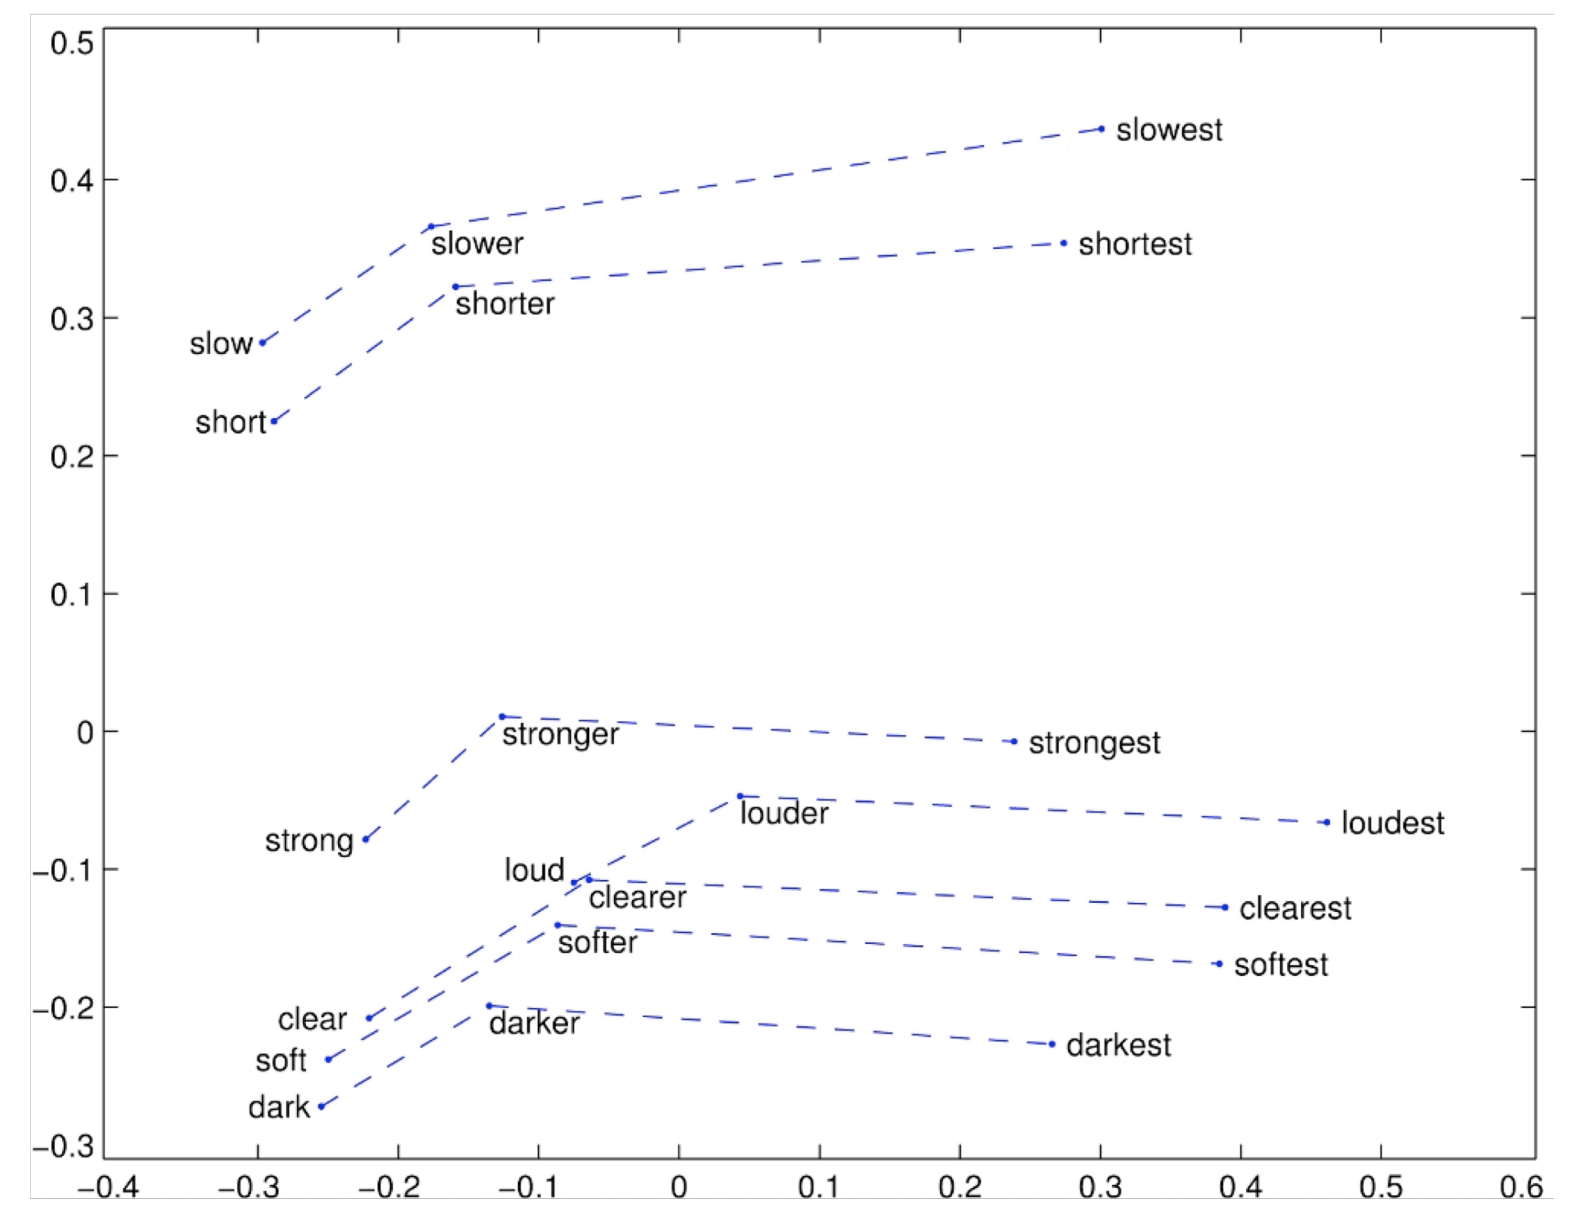 0.5
slowest
0.4
slower
shortest
shorter
0.3
slow
short
0.2
0.1
0
stronger
strongest
louder
loudest
strong
−0.1
loud
clearer
clearest
softer
softest
−0.2
clear
darker
darkest
soft
dark
−0.3
−0.4 −0.3 −0.2 −0.1 0 0.1 0.2 0.3 0.4 0.5 0.6